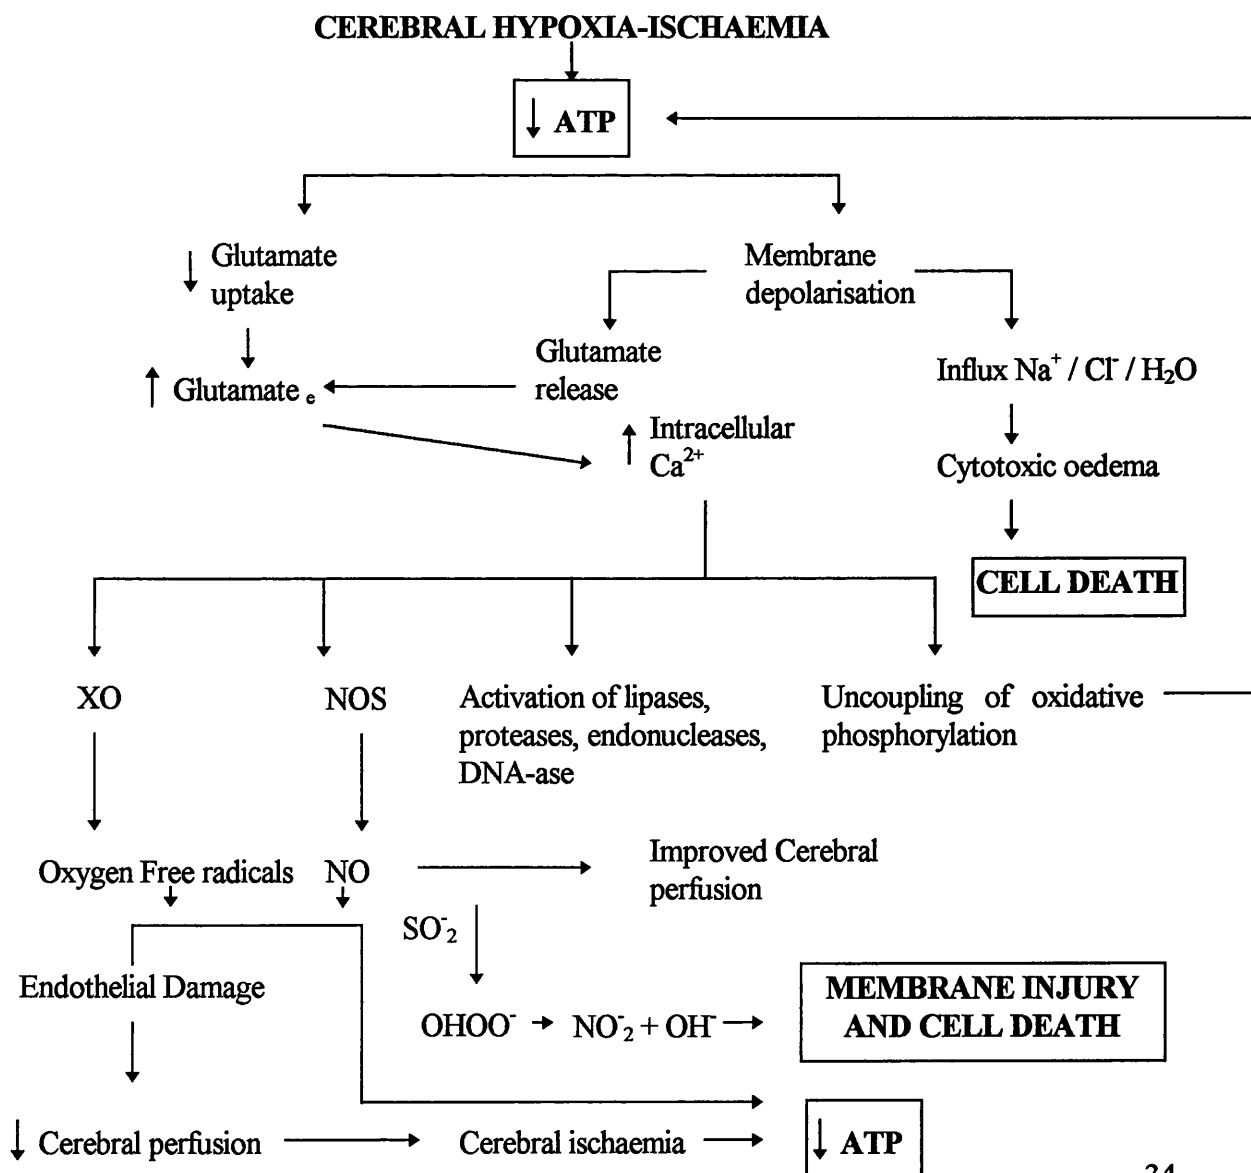 CEREBRAL HYPOXIA-ISCHAEMIA
↓ ATP
↓ Glutamate
uptake
Membrane
depolarisation
Glutamate
release
↑ Glutamate e
Influx Na⁺ / Cl⁻ / H₂O
↑ Intracellular
Ca²⁺
Cytotoxic oedema
CELL DEATH
XO
NOS
Activation of lipases,
proteases, endonucleases,
DNA-ase
Uncoupling of oxidative
phosphorylation
Oxygen Free radicals
NO
Improved Cerebral
perfusion
SO⁻₂
Endothelial Damage
OHOO⁻ → NO⁻₂ + OH⁻ →
MEMBRANE INJURY
AND CELL DEATH
↓ Cerebral perfusion
Cerebral ischaemia
↓ ATP